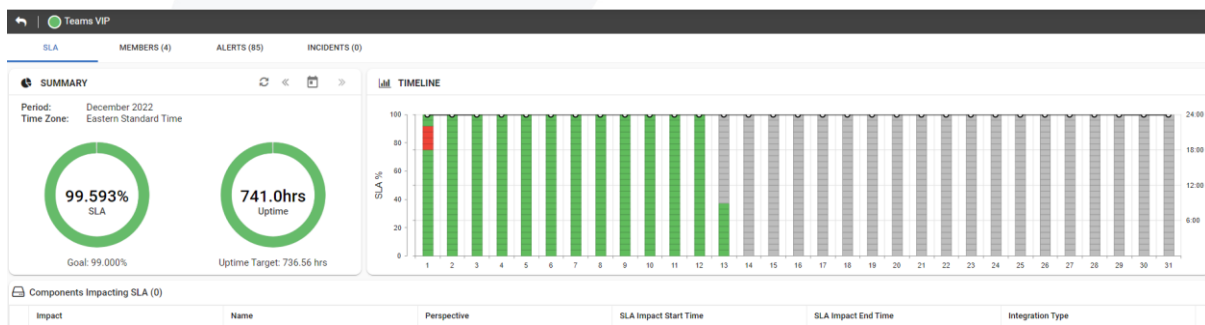 Teams VIP
SLA MEMBERS (4) ALERTS (85) INCIDENTS (0)
SUMMARY
Period: December 2022
Time Zone: Eastern Standard Time
99.593%
SLA
Goal: 99.000%
741.0hrs
Uptime
Uptime Target: 736.56 hrs
TIMELINE
SLA %
100
80
60
40
20
0
24:00
18:00
12:00
6:00
1 2 3 4 5 6 7 8 9 10 11 12 13 14 15 16 17 18 19 20 21 22 23 24 25 26 27 28 29 30 31
Components Impacting SLA (0)
Impact Name Perspective SLA Impact Start Time SLA Impact End Time Integration Type